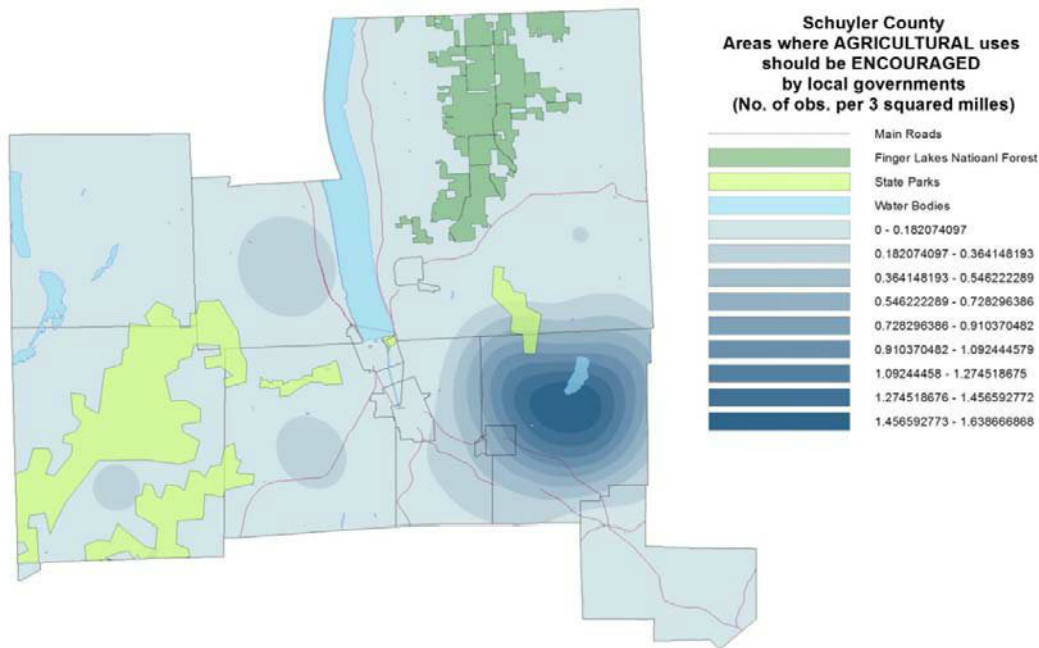 Schuyler County
Areas where AGRICULTURAL uses
should be ENCOURAGED
by local governments
(No. of obs. per 3 squared milles)
Main Roads
Finger Lakes Natioanl Forest
State Parks
Water Bodies
0 - 0.182074097
0.182074097 - 0.364148193
0.364148193 - 0.546222289
0.546222289 - 0.728296386
0.728296386 - 0.910370482
0.910370482 - 1.092444579
1.09244458 - 1.274518675
1.274518676 - 1.456592772
1.456592773 - 1.638666868